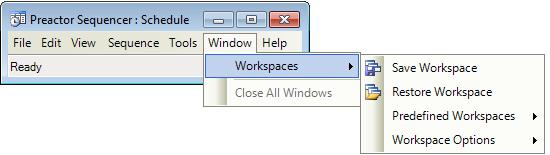 Preactor Sequencer : Schedule
File Edit View Sequence Tools Window Help
Ready
Workspaces
Close All Windows
Save Workspace
Restore Workspace
Predefined Workspaces
Workspace Options